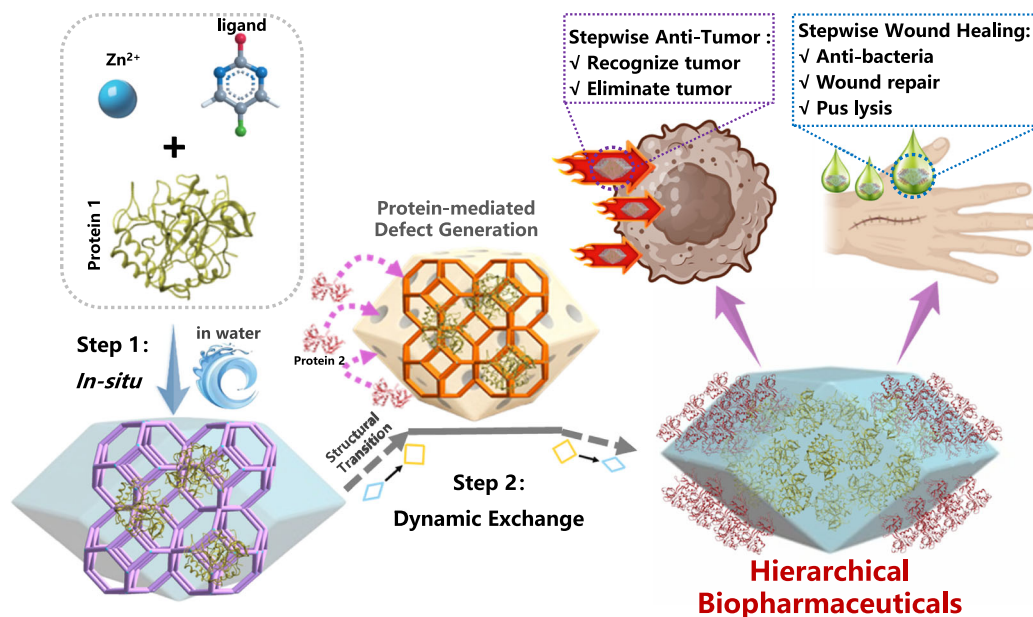 ligand
Zn²⁺
+
Protein 1
Step 1:
In-situ
in water
Protein-mediated
Defect Generation
Protein 2
Structural
Transition
Step 2:
Dynamic Exchange
Stepwise Anti-Tumor :
√ Recognize tumor
√ Eliminate tumor
Stepwise Wound Healing:
√ Anti-bacteria
√ Wound repair
√ Pus lysis
Hierarchical
Biopharmaceuticals